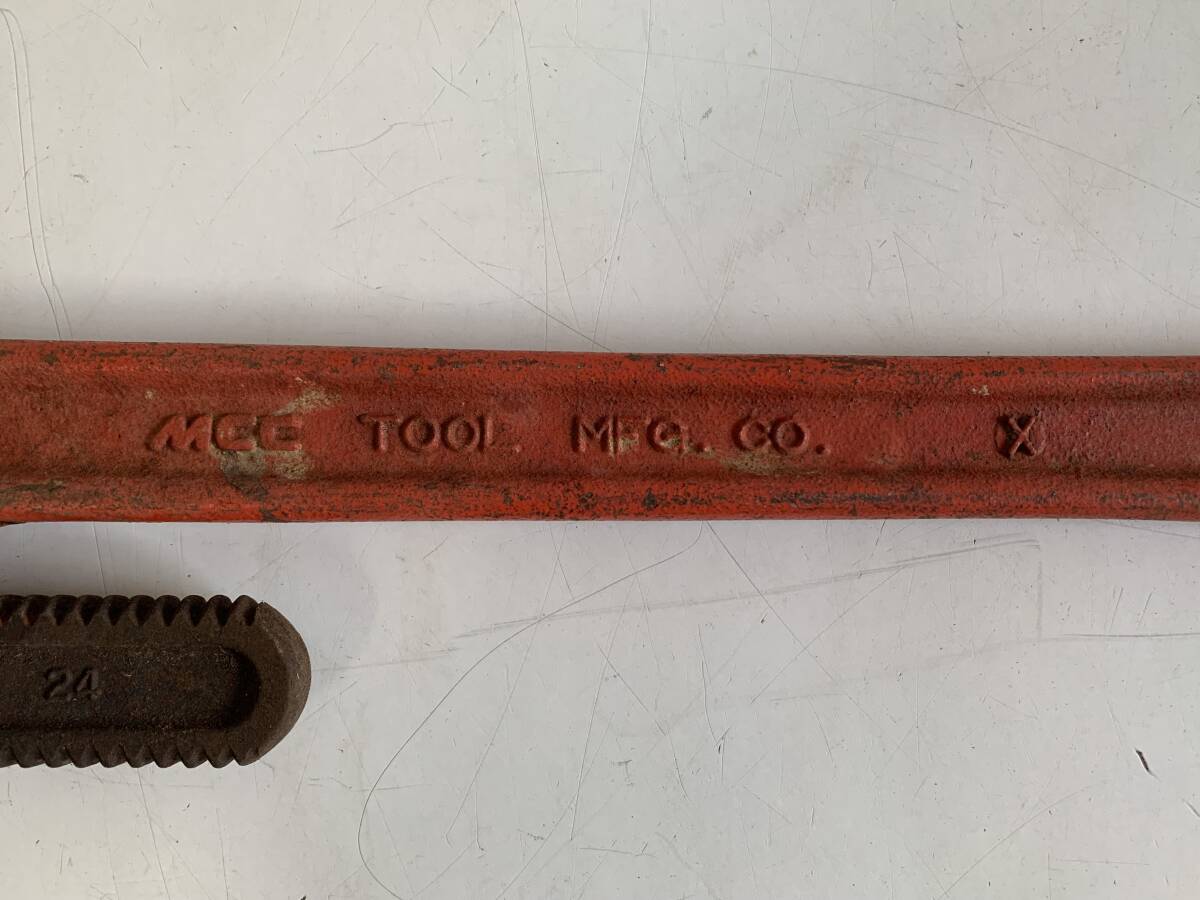 MCC TOOL. MFG. CO. X
24